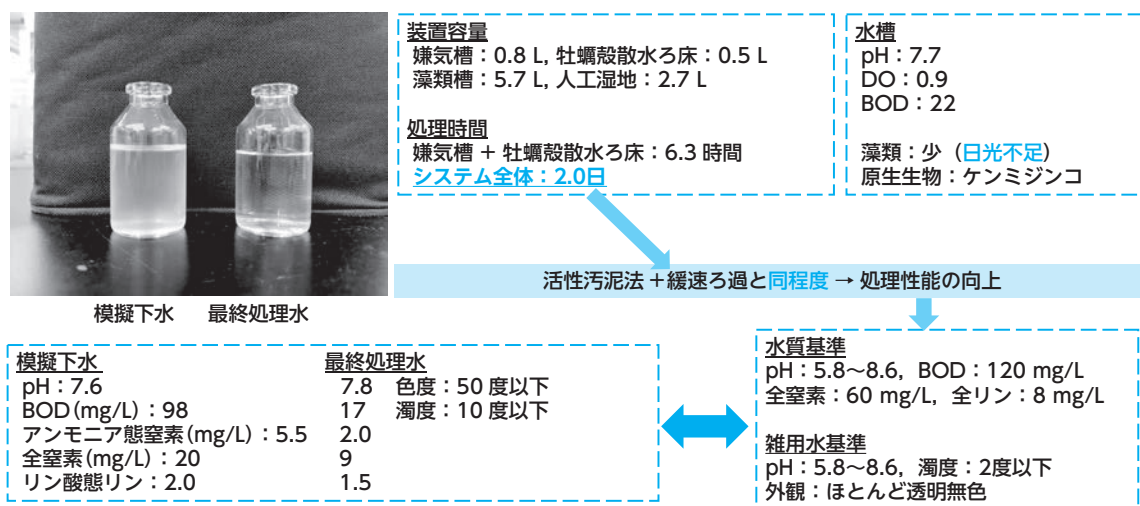 装置容量
嫌気槽：0.8 L, 牡蠣殻散水ろ床：0.5 L
藻類槽：5.7 L, 人工湿地：2.7 L
処理時間
嫌気槽 + 牡蠣殻散水ろ床：6.3 時間
システム全体：2.0日
水槽
pH：7.7
DO：0.9
BOD：22
藻類：少（日光不足）
原生生物：ケンミジンコ
活性汚泥法＋緩速ろ過と同程度 → 処理性能の向上
模擬下水 最終処理水
模擬下水 最終処理水
pH：7.6 7.8 色度：50 度以下
BOD(mg/L)：98 17 濁度：10 度以下
アンモニア態窒素(mg/L)：5.5 2.0
全窒素(mg/L)：20 9
リン酸態リン：2.0 1.5
水質基準
pH：5.8～8.6, BOD：120 mg/L
全窒素：60 mg/L, 全リン：8 mg/L
雑用水基準
pH：5.8～8.6, 濁度：2度以下
外観：ほとんど透明無色